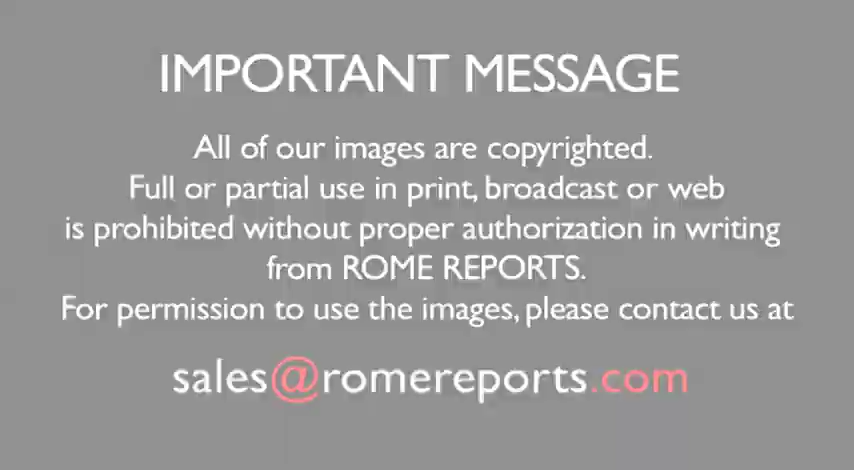 IMPORTANT MESSAGE
All of our images are copyrighted.
Full or partial use in print, broadcast or web
is prohibited without proper authorization in writing
from ROME REPORTS.
For permission to use the images, please contact us at
sales@romereports.com